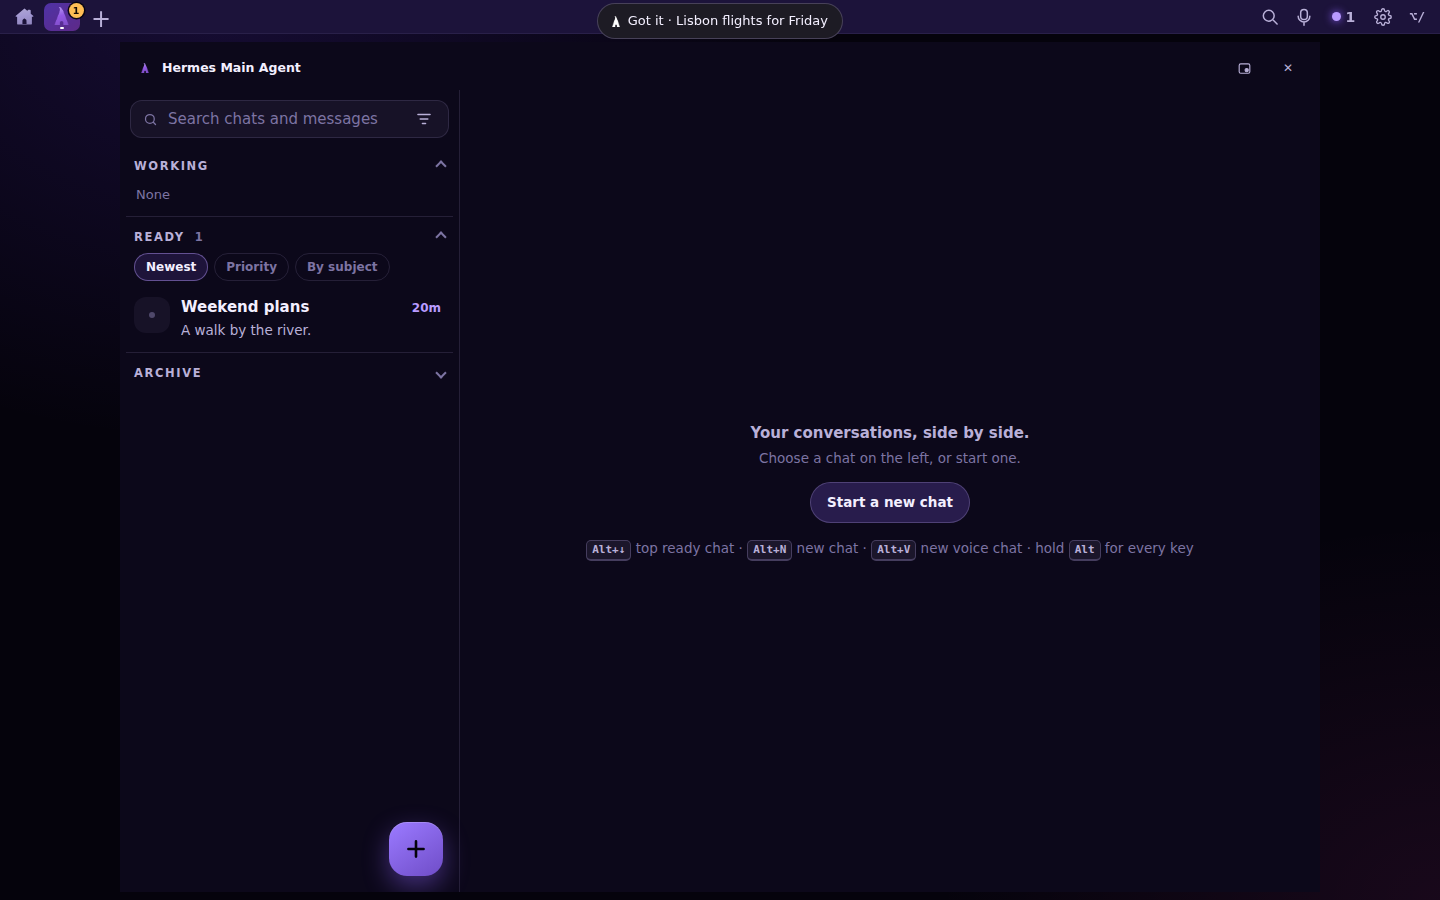 1
Got it · Lisbon flights for Friday
1
⌥/
Hermes Main Agent
Search chats and messages
WORKING
None
READY 1
Newest Priority By subject
Weekend plans 20m
A walk by the river.
ARCHIVE
Your conversations, side by side.
Choose a chat on the left, or start one.
Start a new chat
Alt+↓ top ready chat · Alt+N new chat · Alt+V new voice chat · hold Alt for every key